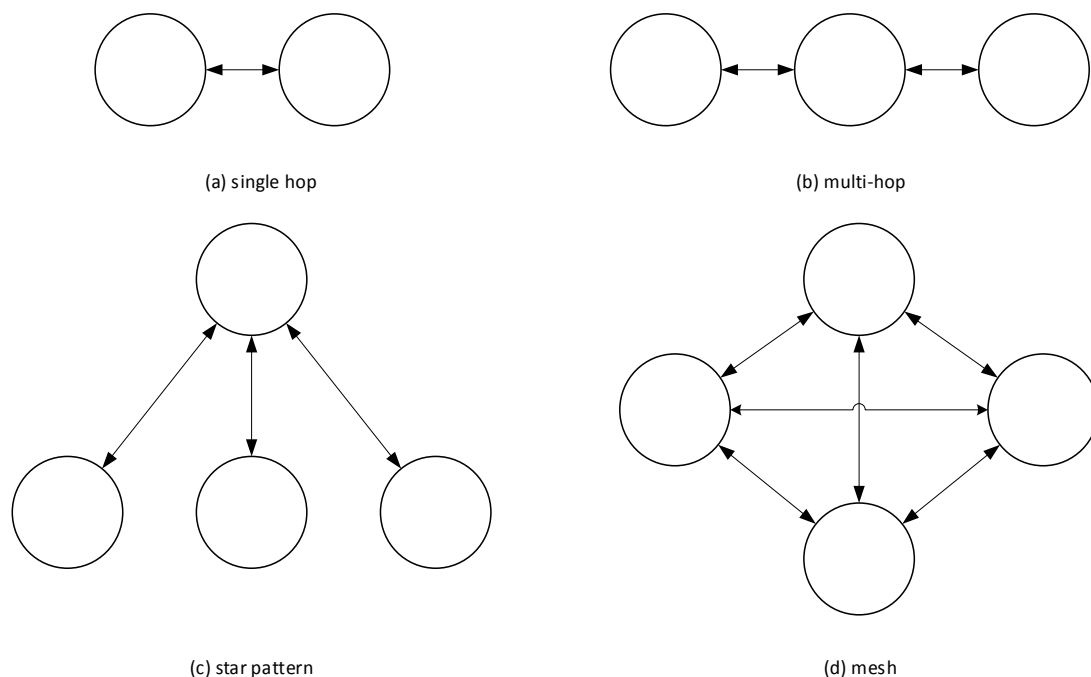 (a) single hop
(b) multi-hop
(c) star pattern
(d) mesh